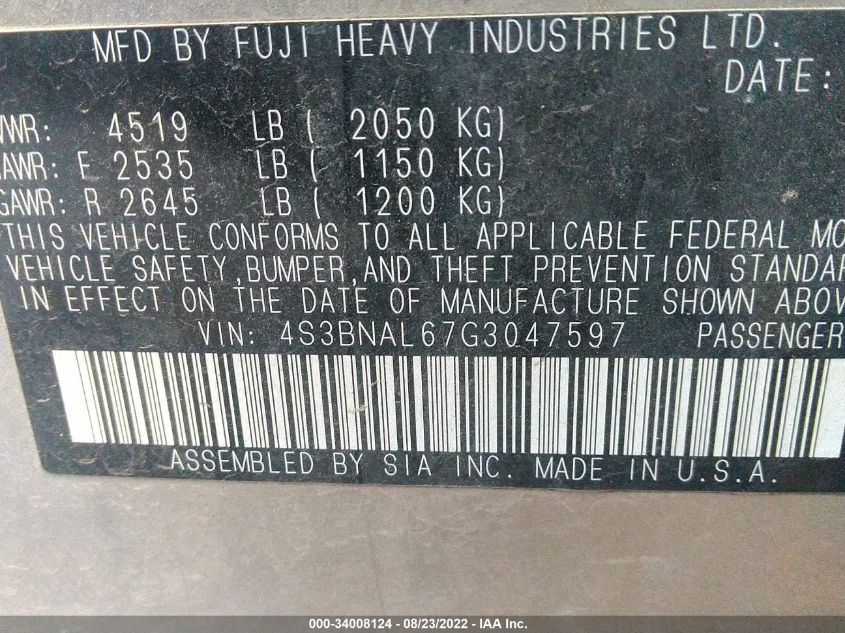 MFD BY FUJI HEAVY INDUSTRIES LTD.
DATE:
VWR: 4519 LB ( 2050 KG)
AWR: F 2535 LB ( 1150 KG)
GAWR: R 2645 LB ( 1200 KG)
THIS VEHICLE CONFORMS TO ALL APPLICABLE FEDERAL MO
VEHICLE SAFETY,BUMPER,AND THEFT PREVENTION STANDAR
IN EFFECT ON THE DATE OF MANUFACTURE SHOWN ABOV
VIN: 4S3BNAL67G3047597 PASSENGER
ASSEMBLED BY SIA INC. MADE IN U.S.A.
000-34008124 - 08/23/2022 - IAA Inc.